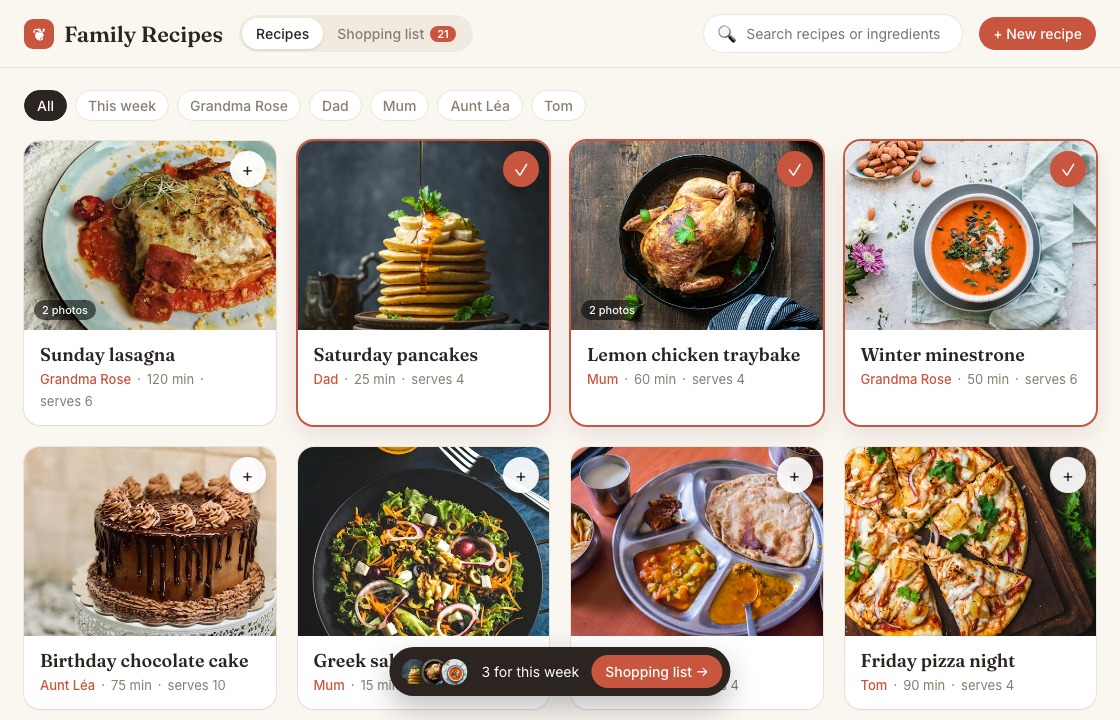 Family Recipes
Recipes
Shopping list 21
Search recipes or ingredients
+ New recipe
All
This week
Grandma Rose
Dad
Mum
Aunt Léa
Tom
+
2 photos
2 photos
Sunday lasagna
Grandma Rose · 120 min ·
serves 6
Saturday pancakes
Dad · 25 min · serves 4
Lemon chicken traybake
Mum · 60 min · serves 4
Winter minestrone
Grandma Rose · 50 min · serves 6
+
+
+
+
Birthday chocolate cake
Aunt Léa · 75 min · serves 10
Greek
Mum · 15
4
Friday pizza night
Tom · 90 min · serves 4
3 for this week
Shopping list →